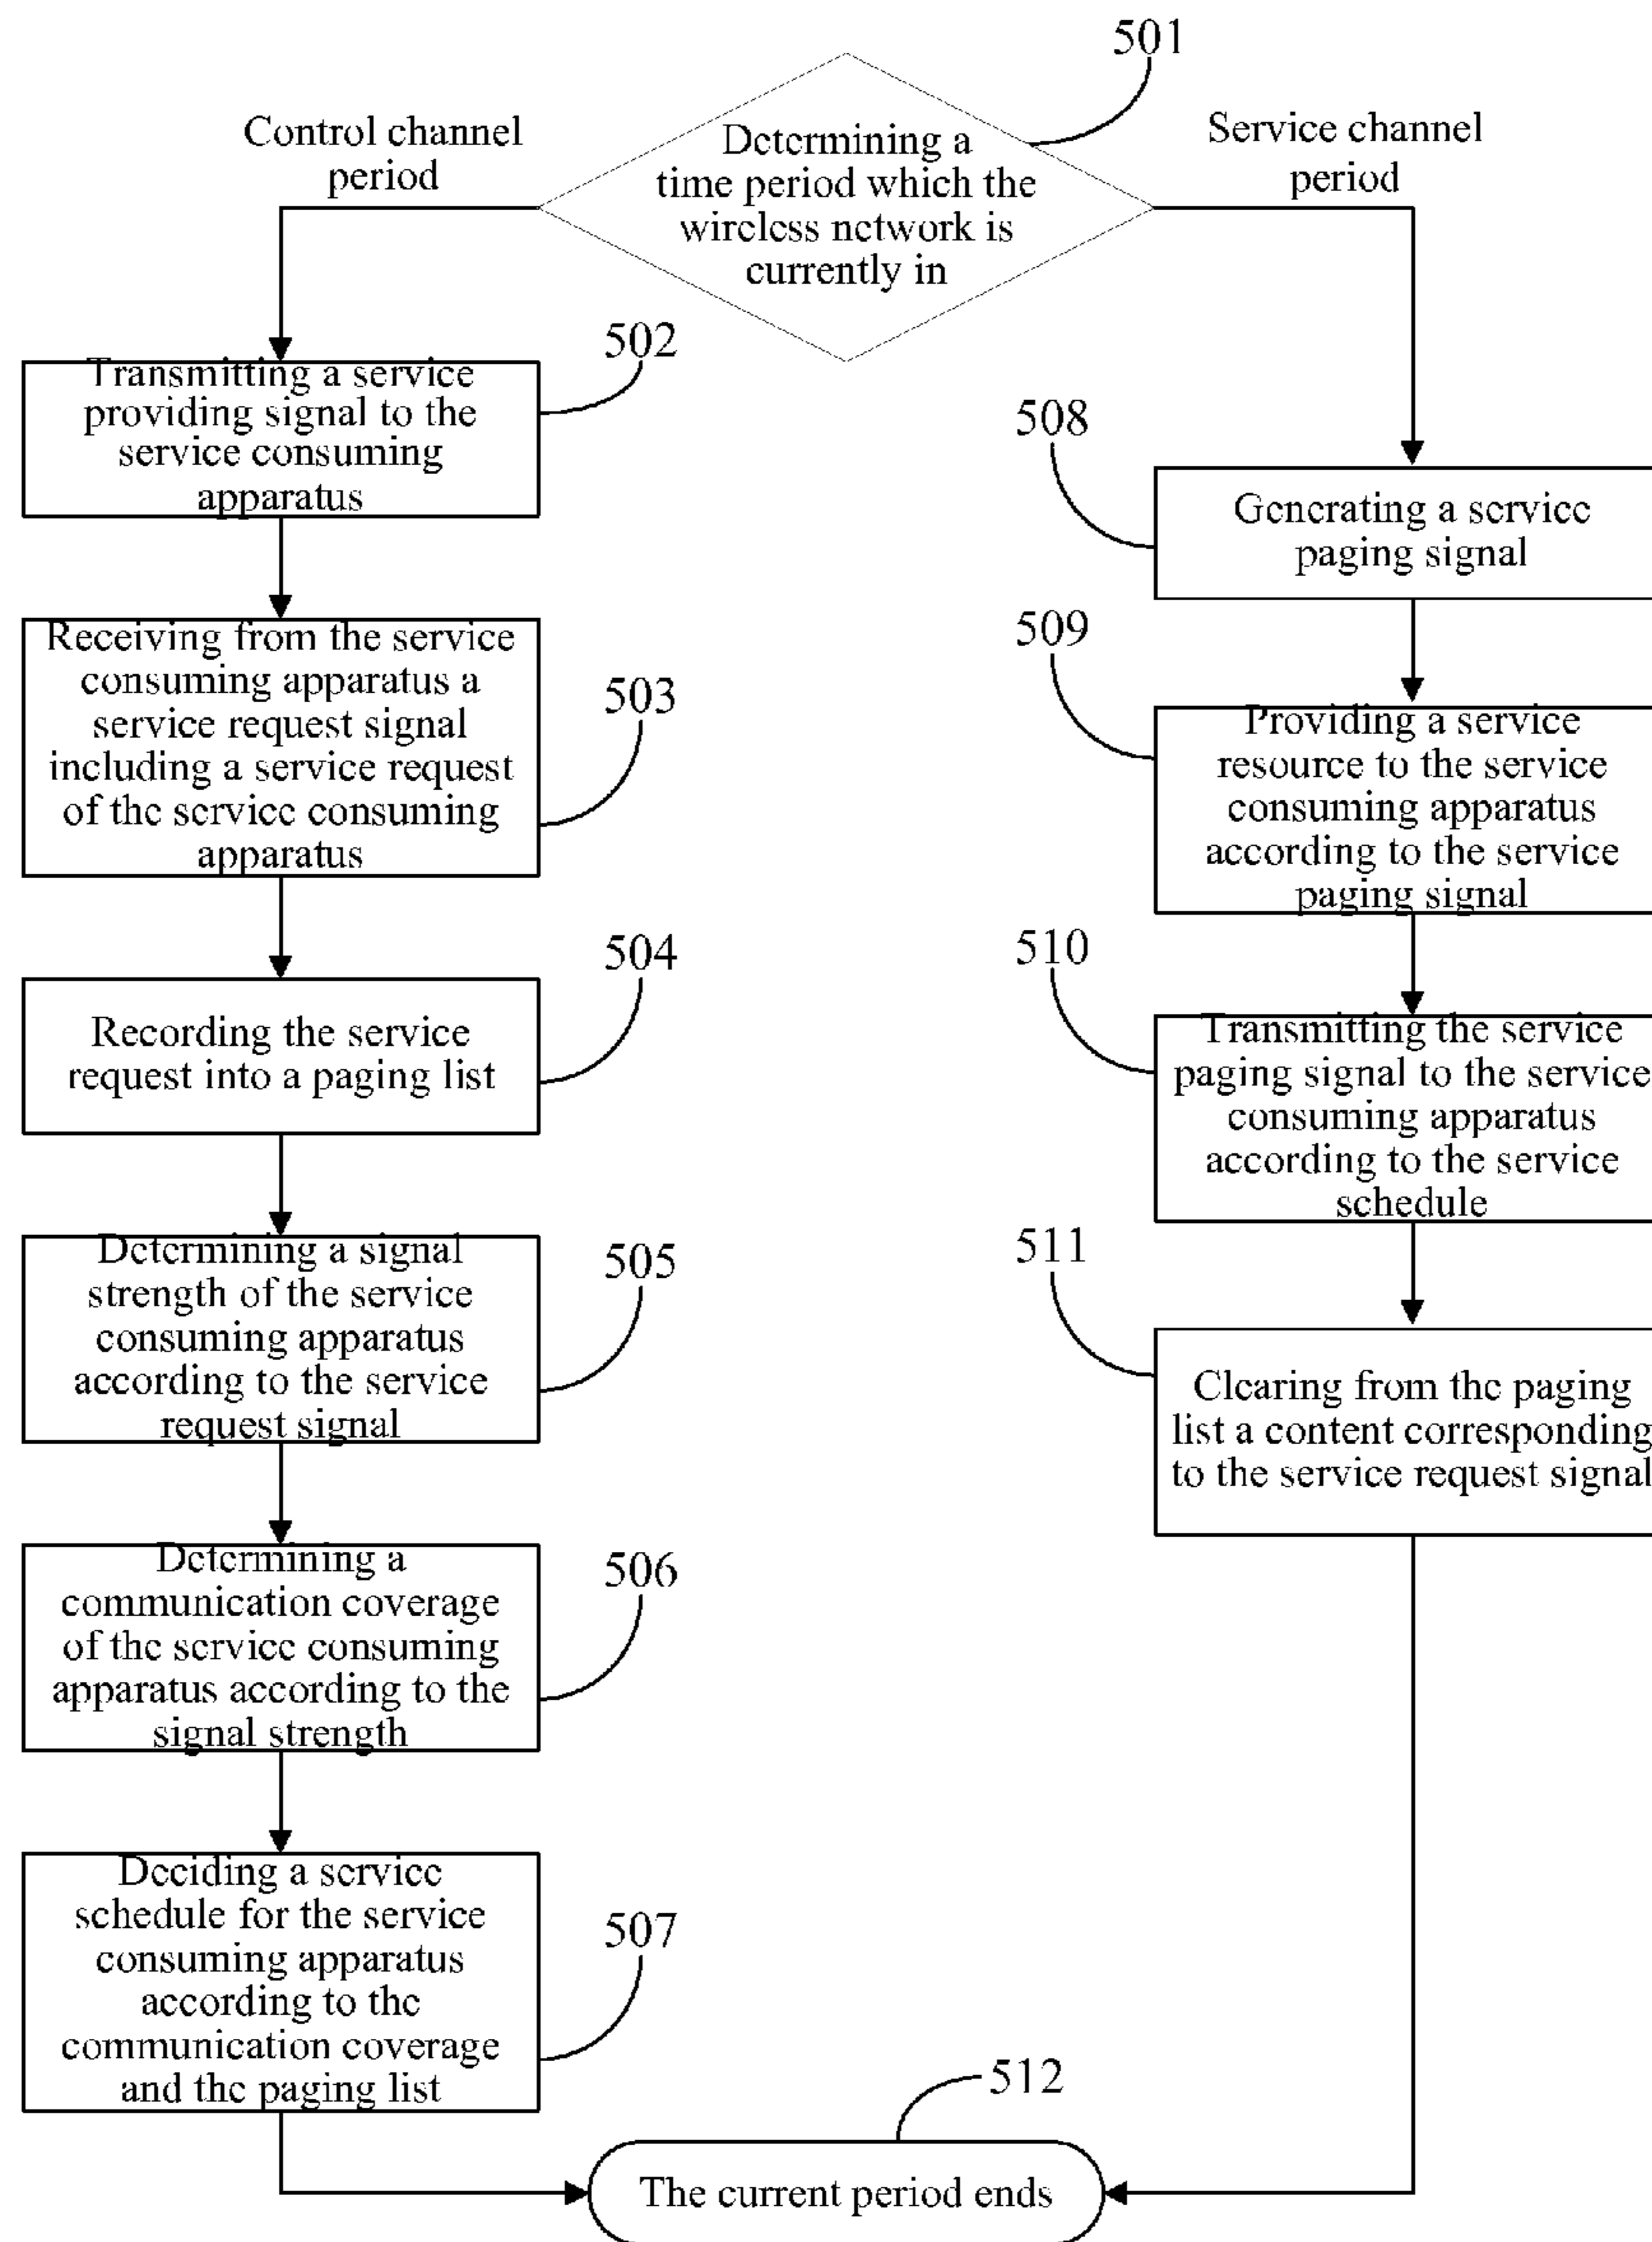 501
Control channel
period
Determining a
time period which the
wireless network is
currently in
Service channel
period
502
Transmitting a service
providing signal to the
service consuming
apparatus
503
Receiving from the service
consuming apparatus a
service request signal
including a service request
of the service consuming
apparatus
504
Recording the service
request into a paging list
505
Determining a signal
strength of the service
consuming apparatus
according to the service
request signal
506
Determining a
communication coverage
of the service consuming
apparatus according to the
signal strength
507
Deciding a service
schedule for the service
consuming apparatus
according to the
communication coverage
and the paging list
508
Generating a service
paging signal
509
Providing a service
resource to the service
consuming apparatus
according to the service
paging signal
510
Transmitting the service
paging signal to the service
consuming apparatus
according to the service
schedule
511
Clearing from the paging
list a content corresponding
to the service request signal
512
The current period ends